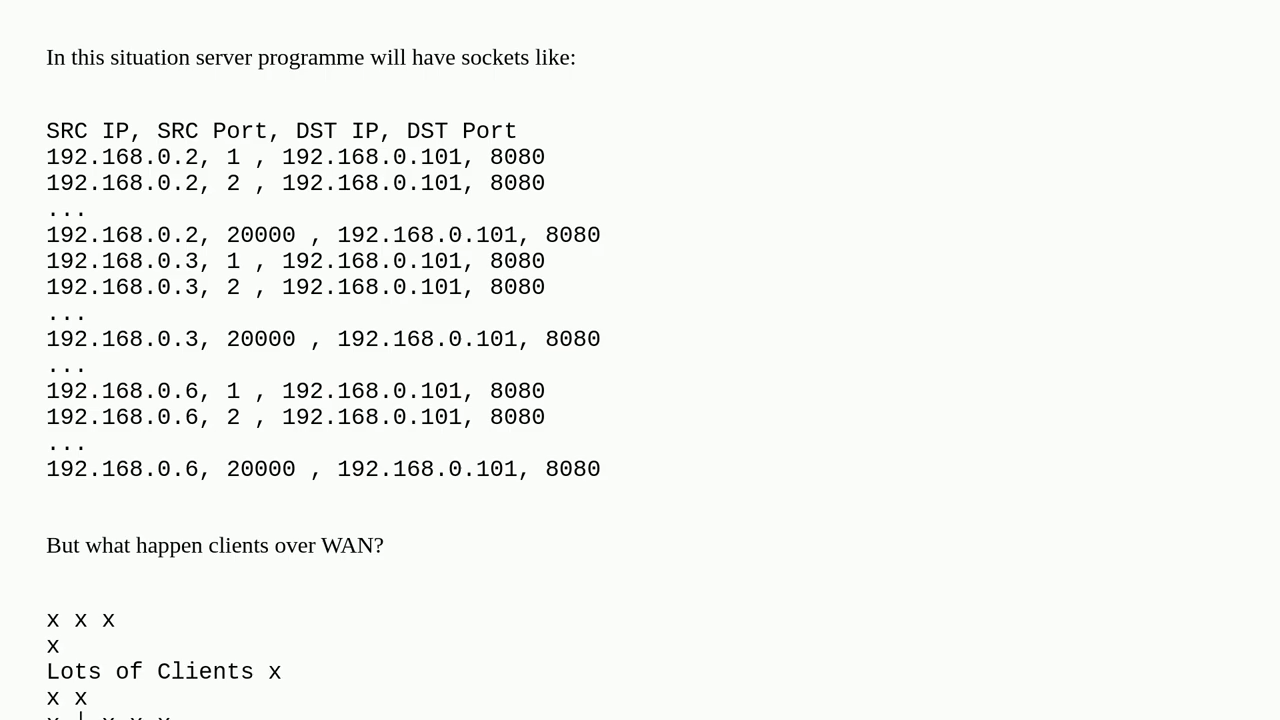 In this situation server programme will have sockets like:
SRC IP, SRC Port, DST IP, DST Port
192.168.0.2, 1 , 192.168.0.101, 8080
192.168.0.2, 2 , 192.168.0.101, 8080
...
192.168.0.2, 20000 , 192.168.0.101, 8080
192.168.0.3, 1 , 192.168.0.101, 8080
192.168.0.3, 2 , 192.168.0.101, 8080
...
192.168.0.3, 20000 , 192.168.0.101, 8080
...
192.168.0.6, 1 , 192.168.0.101, 8080
192.168.0.6, 2 , 192.168.0.101, 8080
...
192.168.0.6, 20000 , 192.168.0.101, 8080
But what happen clients over WAN?
x x x
x
Lots of Clients x
x x